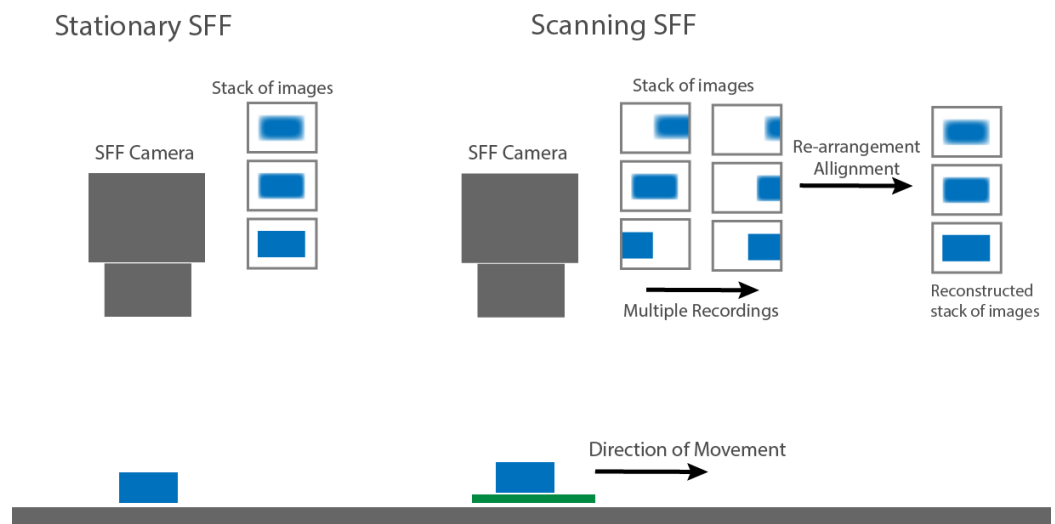 Stationary SFF
Scanning SFF
Stack of images
SFF Camera
Stack of images
SFF Camera
Re-arrangement
Allignment
Multiple Recordings
Reconstructed
stack of images
Direction of Movement